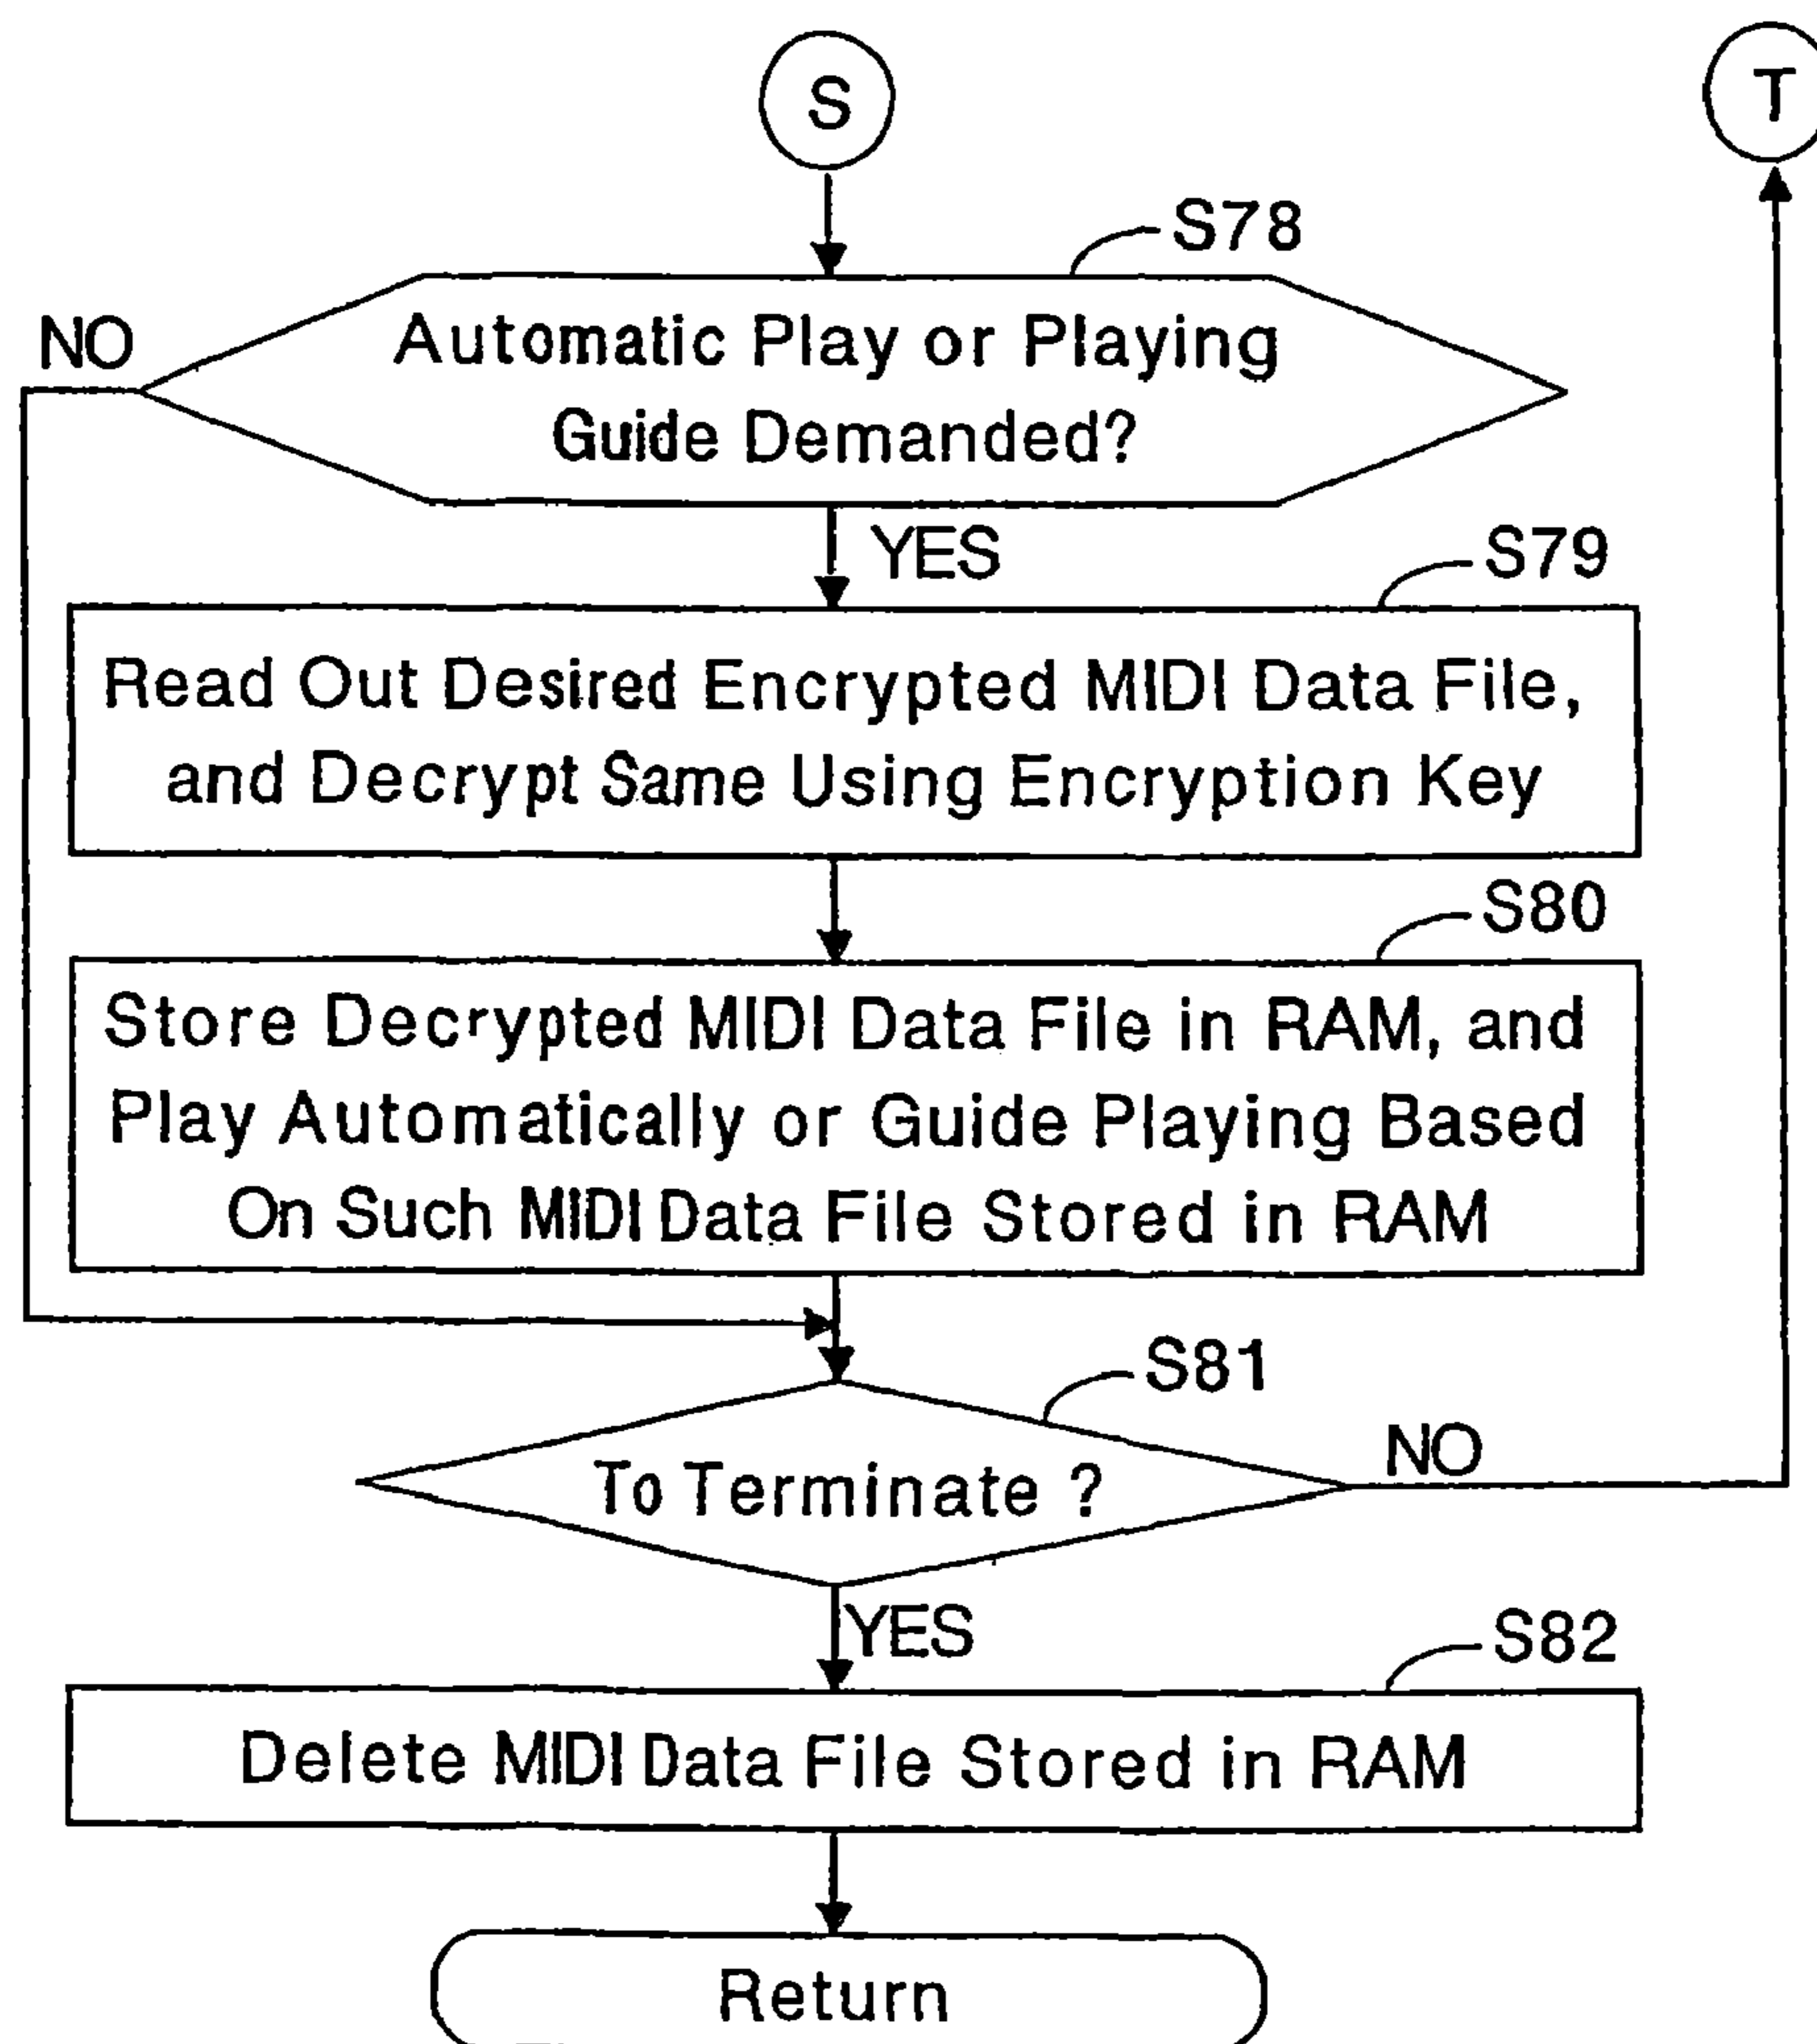 S
T
S78
NO
Automatic Play or Playing
Guide Demanded?
YES
S79
Read Out Desired Encrypted MIDI Data File,
and Decrypt Same Using Encryption Key
S80
Store Decrypted MIDI Data File in RAM, and
Play Automatically or Guide Playing Based
On Such MIDI Data File Stored in RAM
S81
To Terminate ?
NO
YES
S82
Delete MIDI Data File Stored in RAM
Return